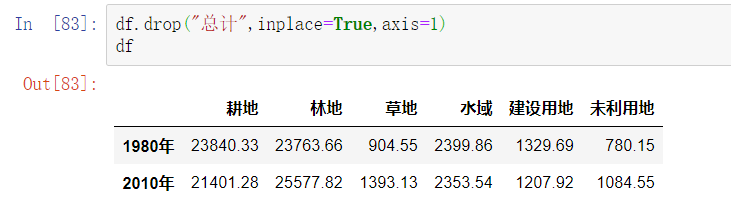 In [83]: df.drop("总计",inplace=True,axis=1)
df
Out[83]:
耕地 林地 草地 水域 建设用地 未利用地
1980年 23840.33 23763.66 904.55 2399.86 1329.69 780.15
2010年 21401.28 25577.82 1393.13 2353.54 1207.92 1084.55